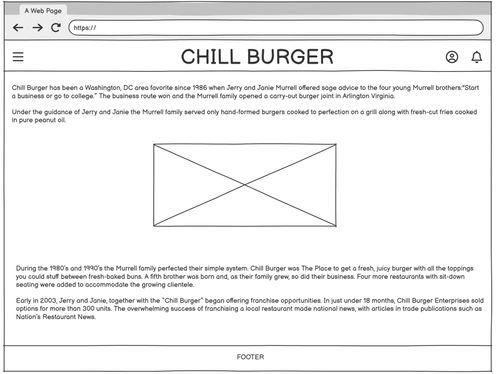 A Web Page
https://
CHILL BURGER
Chill Burger has been a Washington, DC area favorite since 1986 when Jerry and Janie Murrell offered sage advice to the four young Murrell brothers:"Start
a business or go to college." The business route won and the Murrell family opened a carry-out burger joint in Arlington Virginia.
Under the guidance of Jerry and Janie the Murrell family served only hand-formed burgers cooked to perfection on a grill along with fresh-cut fries cooked
in pure peanut oil.
During the 1980's and 1990's the Murrell family perfected their simple system. Chill Burger was The Place to get a fresh, juicy burger with all the toppings
you could stuff between fresh-baked buns. A fifth brother was born and, as their family grew, so did their business. Four more restaurants with sit-down
seating were added to accommodate the growing clientele.
Early in 2003, Jerry and Janie, together with the "Chill Burger" began offering franchise opportunities. In just under 18 months, Chill Burger Enterprises sold
options for more than 300 units. The overwhelming success of franchising a local restaurant made national news, with articles in trade publications such as
Nation's Restaurant News.
FOOTER